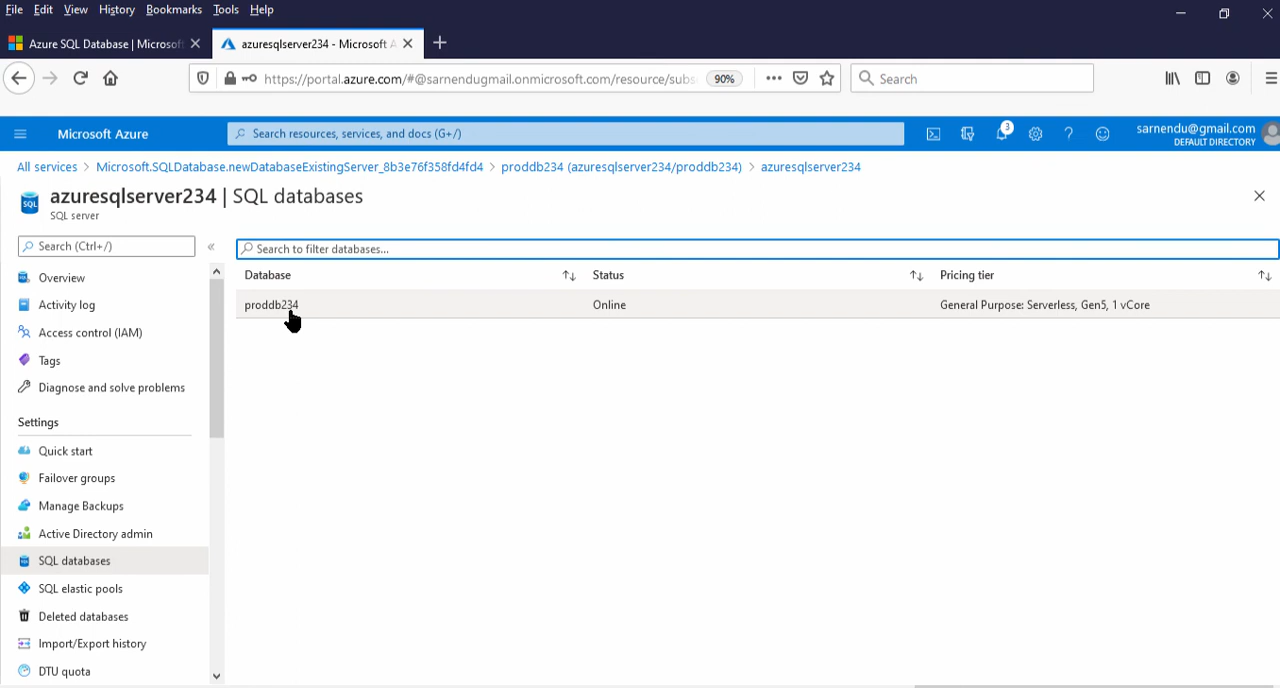 File Edit View History Bookmarks Tools Help
Azure SQL Database | Microsof
azuresqlserver234 - Microsoft A
https://portal.azure.com/#@sarnendugmail.onmicrosoft.com/resource/subs 90% Search
Microsoft Azure Search resources, services, and docs (G+/) 3 sarnendu@gmail.com
DEFAULT DIRECTORY
All services > Microsoft.SQLDatabase.newDatabaseExistingServer_8b3e76f358fd4fd4 > proddb234 (azuresqlserver234/proddb234) > azuresqlserver234
azuresqlserver234 | SQL databases
SQL server
Search (Ctrl+/) «
Search to filter databases...
Database Status Pricing tier
proddb234 Online General Purpose: Serverless, Gen5, 1 vCore
Overview
Activity log
Access control (IAM)
Tags
Diagnose and solve problems
Settings
Quick start
Failover groups
Manage Backups
Active Directory admin
SQL databases
SQL elastic pools
Deleted databases
Import/Export history
DTU quota